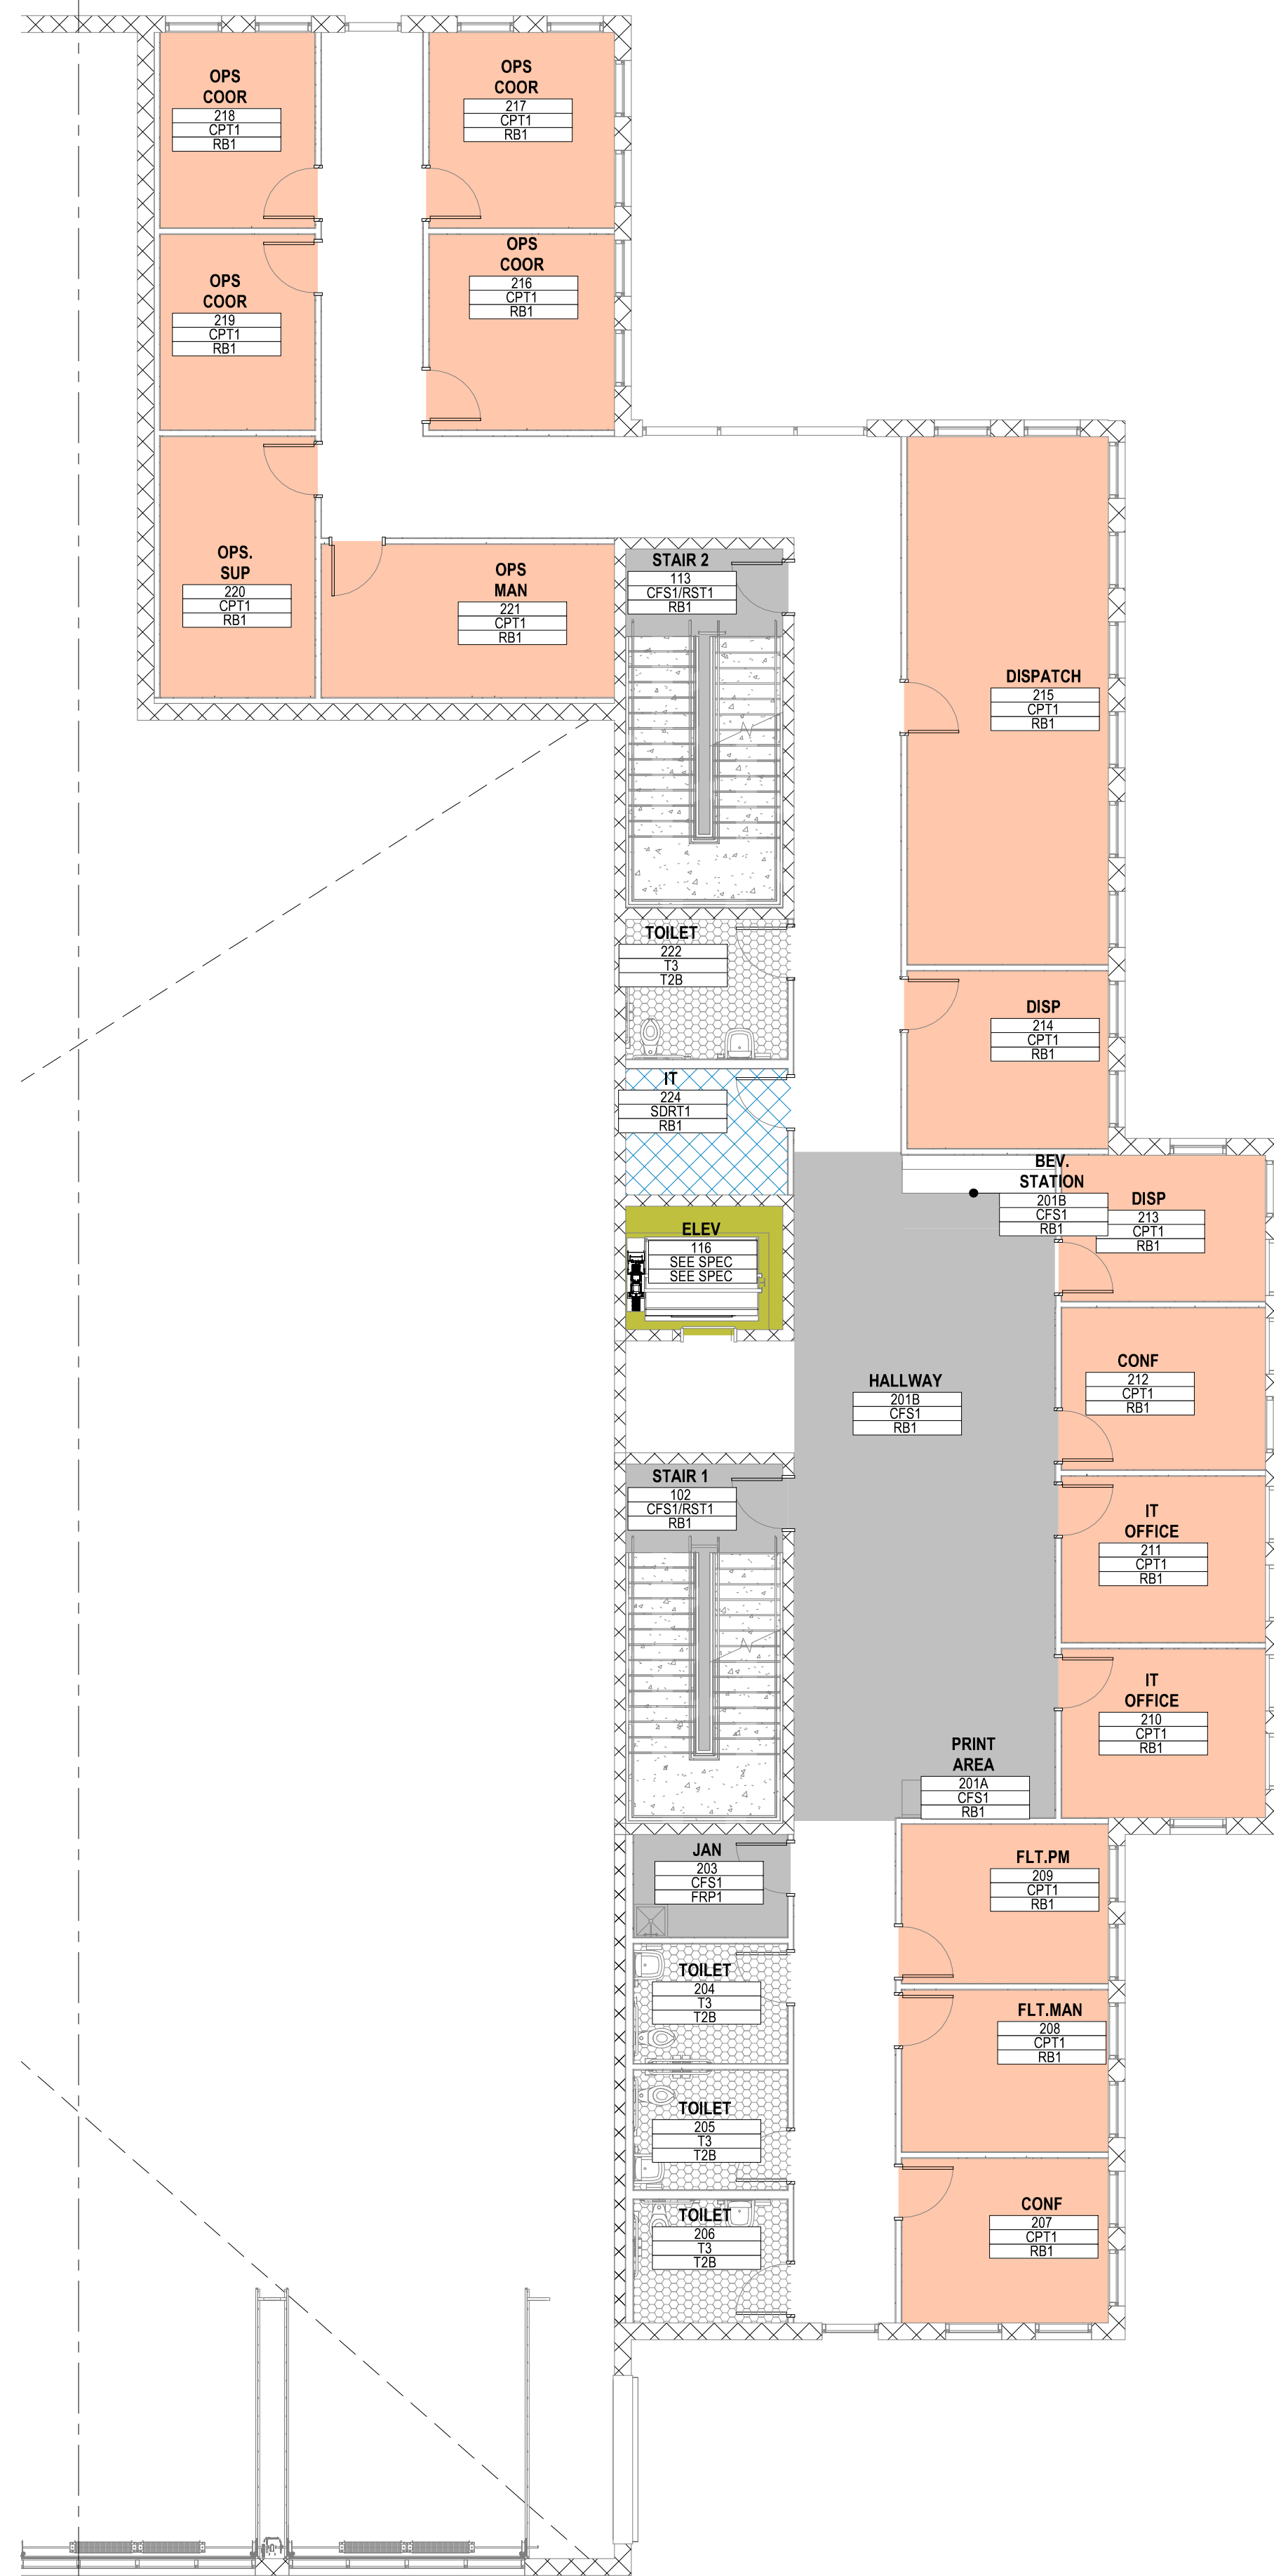 OPS
COOR
218
CPT1
RB1
OPS
COOR
217
CPT1
RB1
OPS
COOR
219
CPT1
RB1
OPS
COOR
216
CPT1
RB1
OPS.
SUP
220
CPT1
RB1
OPS
MAN
221
CPT1
RB1
STAIR 2
113
CFS1/RST1
RB1
DISPATCH
215
CPT1
RB1
TOILET
222
T3
T2B
DISP
214
CPT1
RB1
IT
224
SDRT1
RB1
BEV.
STATION
201B
CFS1
RB1
DISP
213
CPT1
RB1
ELEV
116
SEE SPEC
SEE SPEC
CONF
212
CPT1
RB1
HALLWAY
201B
CFS1
RB1
STAIR 1
102
CFS1/RST1
RB1
IT
OFFICE
211
CPT1
RB1
IT
OFFICE
210
CPT1
RB1
PRINT
AREA
201A
CFS1
RB1
JAN
203
CFS1
FRP1
FLT.PM
209
CPT1
RB1
TOILET
204
T3
T2B
FLT.MAN
208
CPT1
RB1
TOILET
205
T3
T2B
CONF
207
CPT1
RB1
TOILET
206
T3
T2B